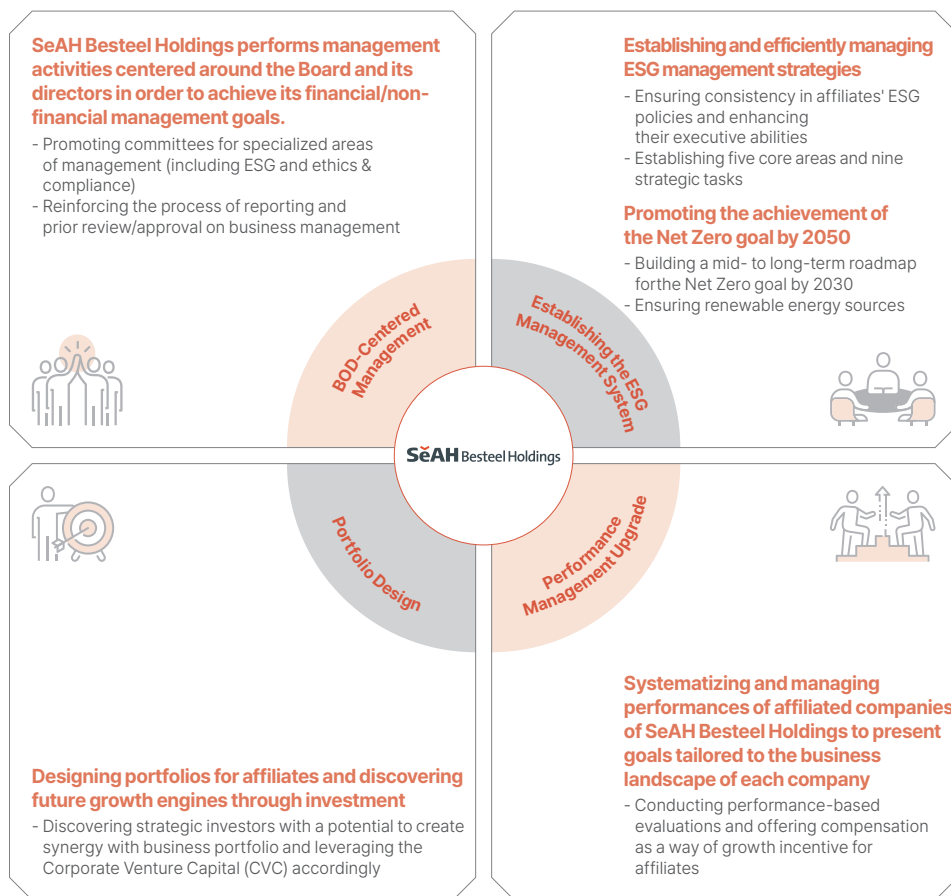 SeAH Besteel Holdings performs management
activities centered around the Board and its
directors in order to achieve its financial/non-
financial management goals.
- Promoting committees for specialized areas
of management (including ESG and ethics &
compliance)
- Reinforcing the process of reporting and
prior review/approval on business management
Establishing and efficiently managing
ESG management strategies
- Ensuring consistency in affiliates' ESG
policies and enhancing
their executive abilities
- Establishing five core areas and nine
strategic tasks
Promoting the achievement of
the Net Zero goal by 2050
- Building a mid- to long-term roadmap
forthe Net Zero goal by 2030
- Ensuring renewable energy sources
BOD-Centered
Management
Establishing the ESG
Management System
SeAH Besteel Holdings
Portfolio Design
Performance
Management Upgrade
Designing portfolios for affiliates and discovering
future growth engines through investment
- Discovering strategic investors with a potential to create
synergy with business portfolio and leveraging the
Corporate Venture Capital (CVC) accordingly
Systematizing and managing
performances of affiliated companies
of SeAH Besteel Holdings to present
goals tailored to the business
landscape of each company
- Conducting performance-based
evaluations and offering compensation
as a way of growth incentive for
affiliates